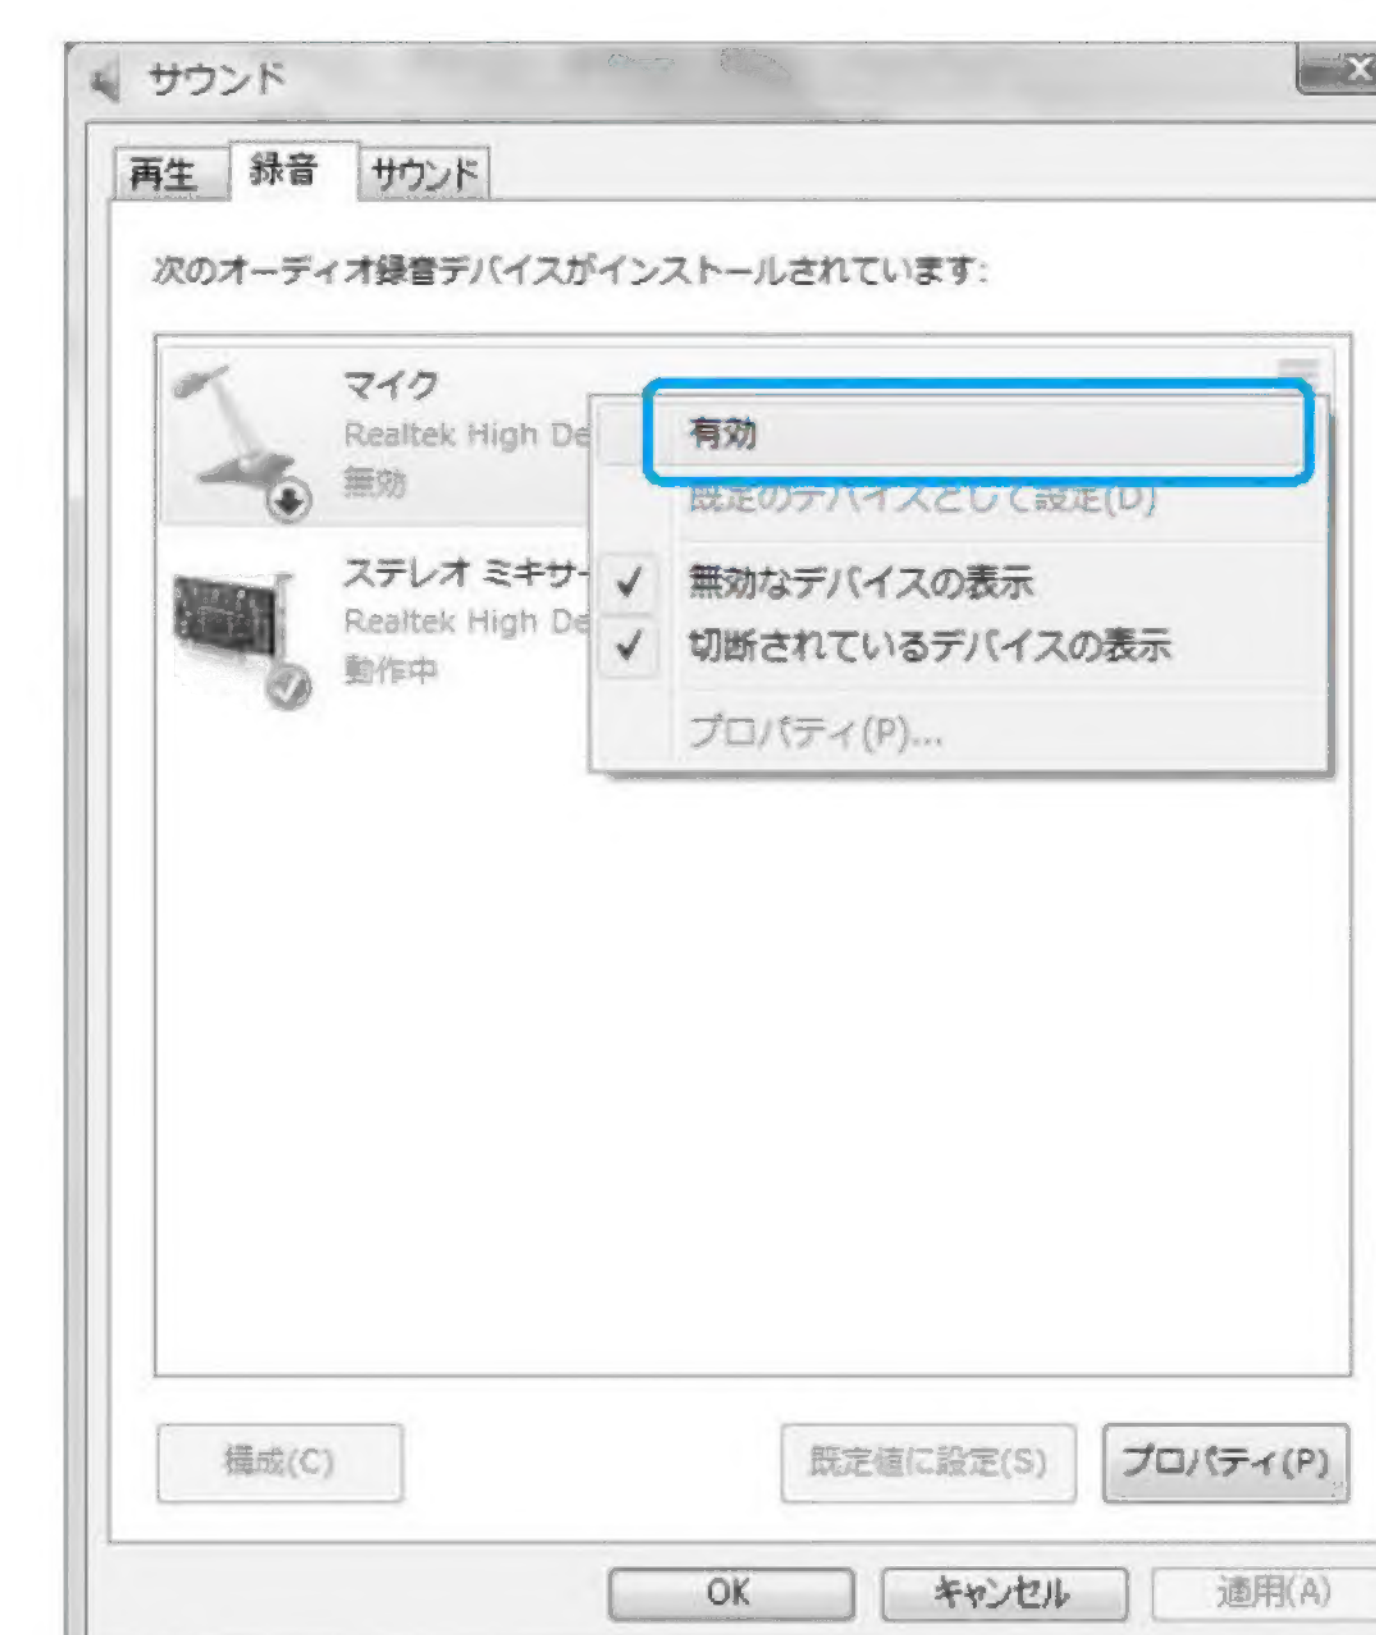 サウンド
再生 録音 サウンド
次のオーディオ録音デバイスがインストールされています:
マイク
Realtek High De
無効
有効
既定のデバイスとして設定(D)
ステレオ ミキサー
Realtek High De
動作中
無効なデバイスの表示
切断されているデバイスの表示
プロパティ(P)...
構成(C)
既定値に設定(S)
プロパティ(P)
OK
キャンセル
適用(A)